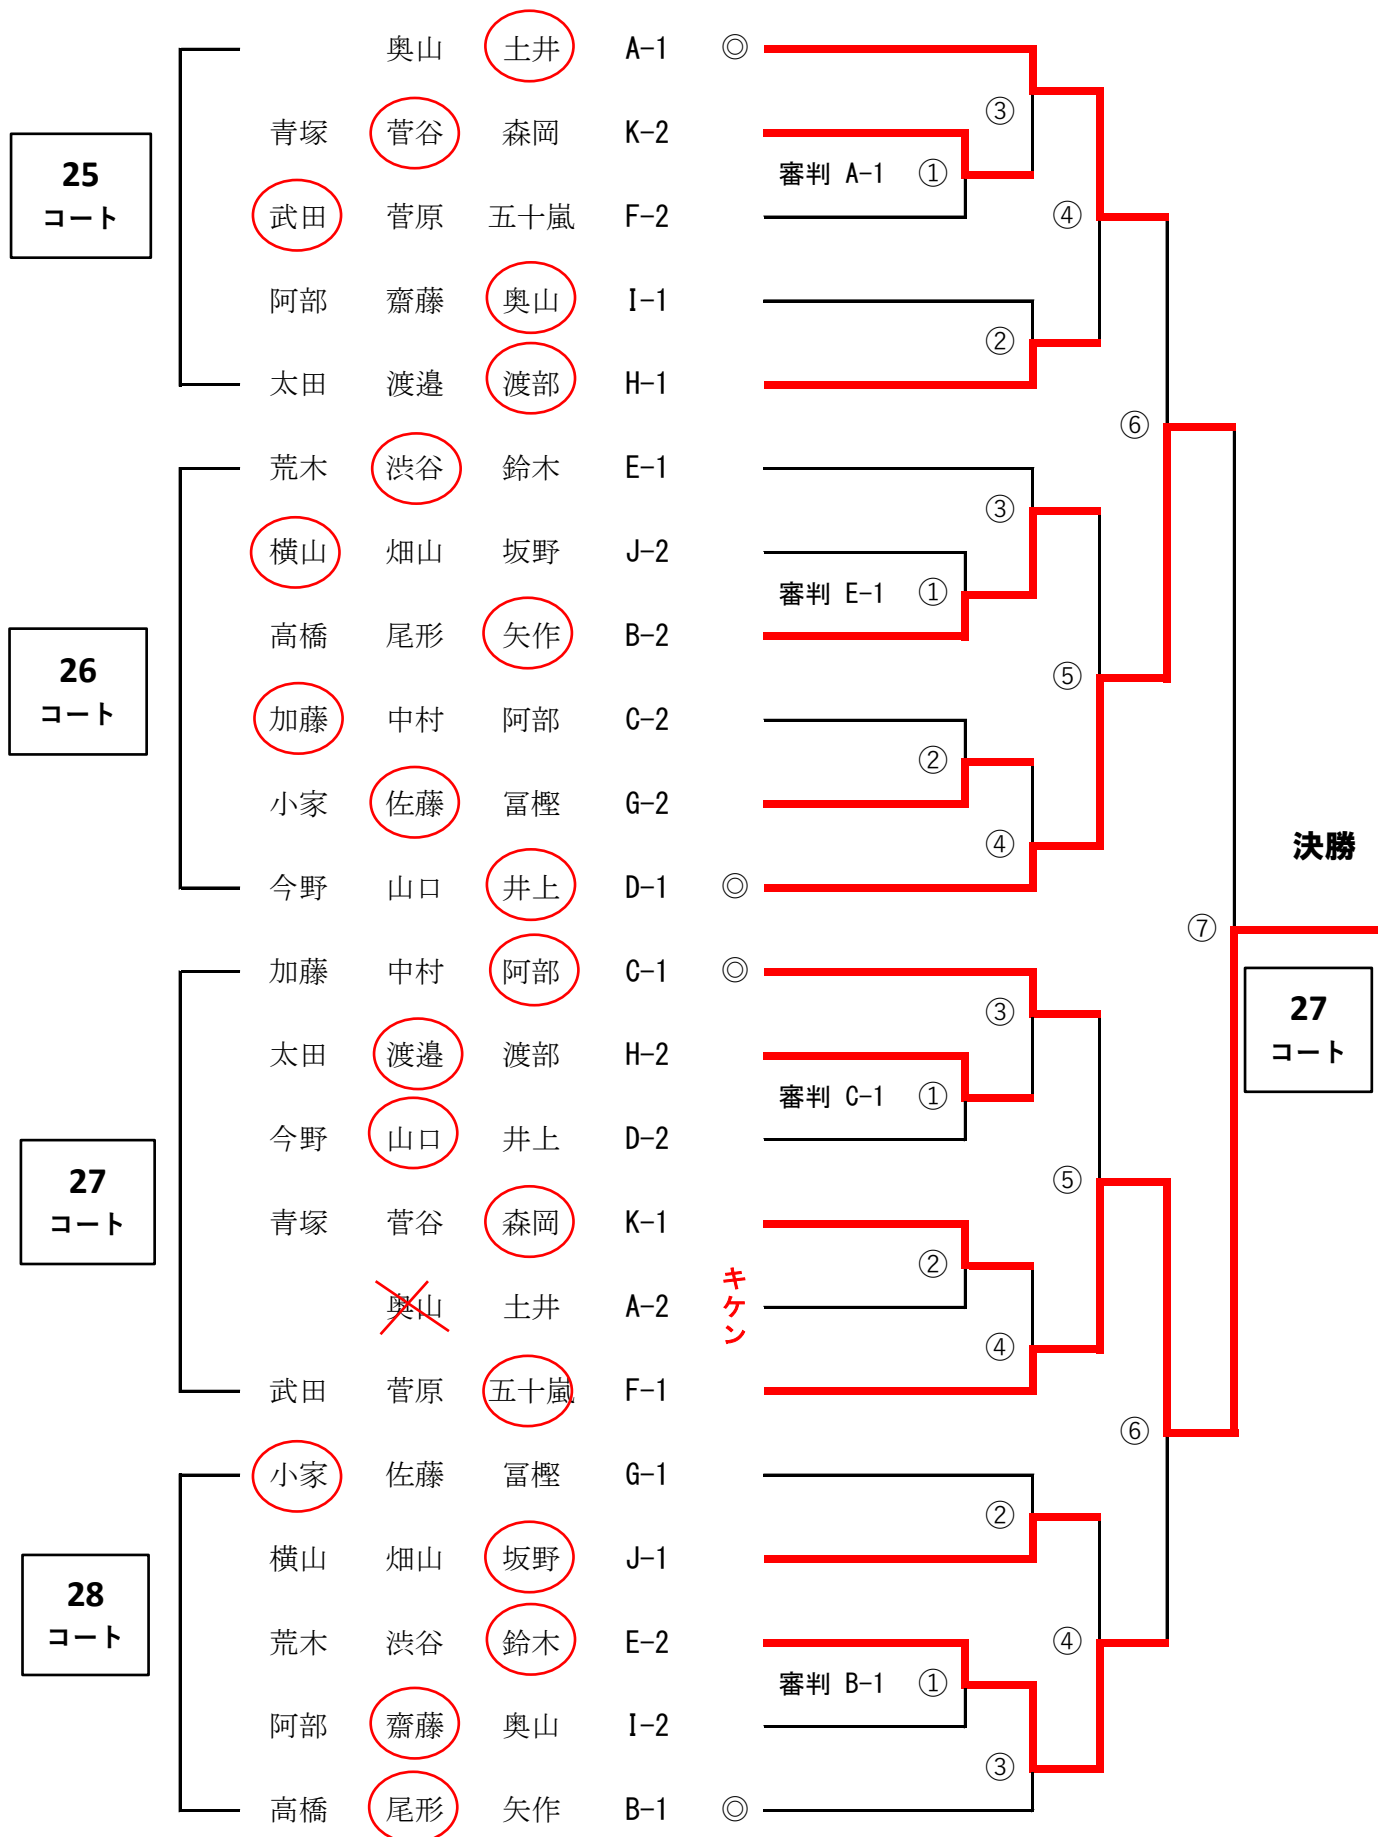 奥山 土井 A-1 ◎
③
青塚 菅谷 森岡 K-2
25
コート
審判 A-1 ①
武田 菅原 五十嵐 F-2
④
阿部 齋藤 奥山 I-1
②
太田 渡邉 渡部 H-1
⑥
荒木 渋谷 鈴木 E-1
③
横山 畑山 坂野 J-2
審判 E-1 ①
高橋 尾形 矢作 B-2
26
コート
⑤
加藤 中村 阿部 C-2
②
小家 佐藤 冨樫 G-2
④
決勝
今野 山口 井上 D-1 ◎
⑦
加藤 中村 阿部 C-1 ◎
③
27
コート
太田 渡邉 渡部 H-2
審判 C-1 ①
今野 山口 井上 D-2
27
コート
⑤
青塚 菅谷 森岡 K-1
②
奥山 土井 A-2 キケン
④
武田 菅原 五十嵐 F-1
⑥
小家 佐藤 冨樫 G-1
②
横山 畑山 坂野 J-1
28
コート
荒木 渋谷 鈴木 E-2
④
審判 B-1 ①
阿部 齋藤 奥山 I-2
③
高橋 尾形 矢作 B-1 ◎